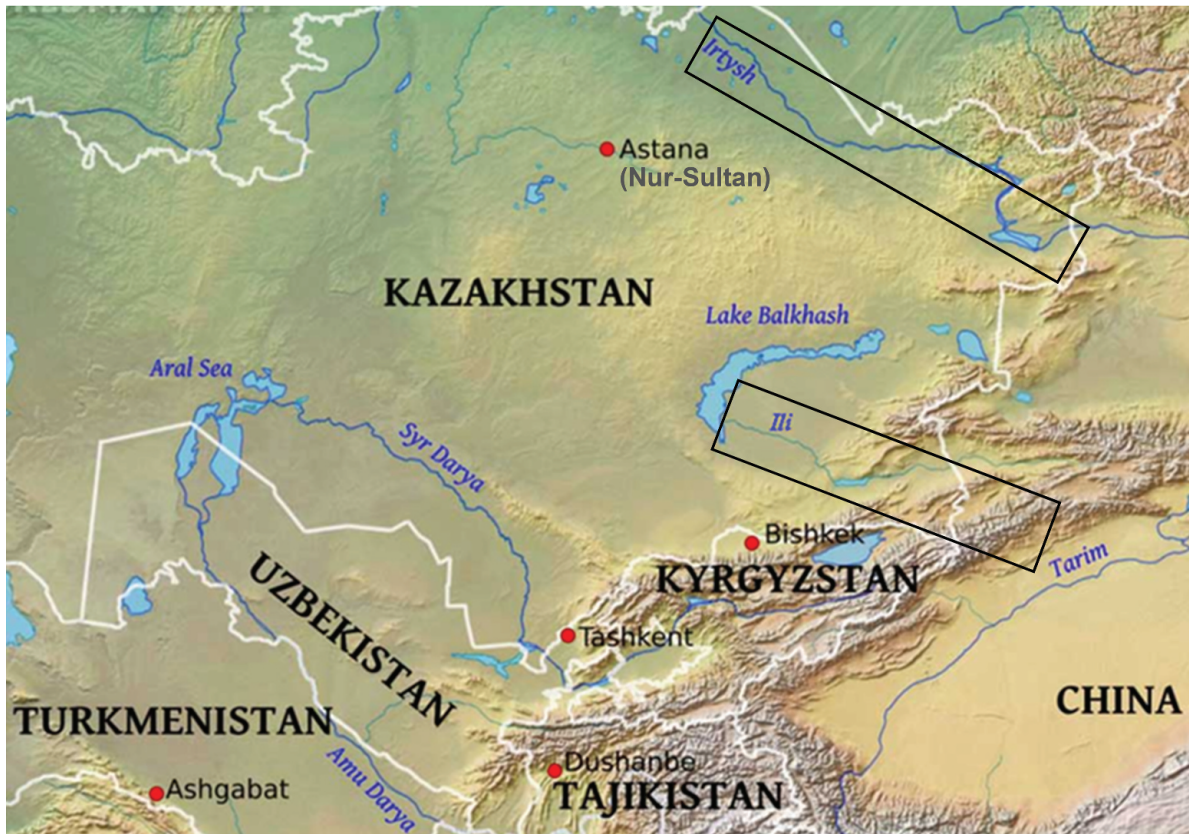 Irtysh
Astana
(Nur-Sultan)
KAZAKHSTAN
Lake Balkhash
Aral Sea
Ili
Syr Darya
Bishkek
KYRGYZSTAN
Tarim
UZBEKISTAN
Tashkent
CHINA
TURKMENISTAN
Amu Darya
Dushanbe
TAJIKISTAN
Ashgabat